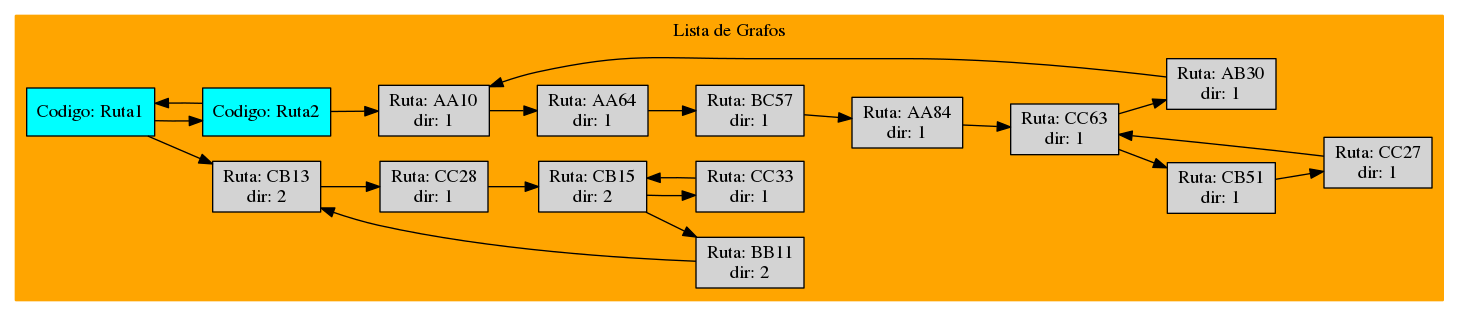 Lista de Grafos
Codigo: Ruta1
Codigo: Ruta2
Ruta: AA10
dir: 1
Ruta: AA64
dir: 1
Ruta: BC57
dir: 1
Ruta: AA84
dir: 1
Ruta: CC63
dir: 1
Ruta: AB30
dir: 1
Ruta: CB13
dir: 2
Ruta: CC28
dir: 1
Ruta: CB15
dir: 2
Ruta: CC33
dir: 1
Ruta: CB51
dir: 1
Ruta: CC27
dir: 1
Ruta: BB11
dir: 2